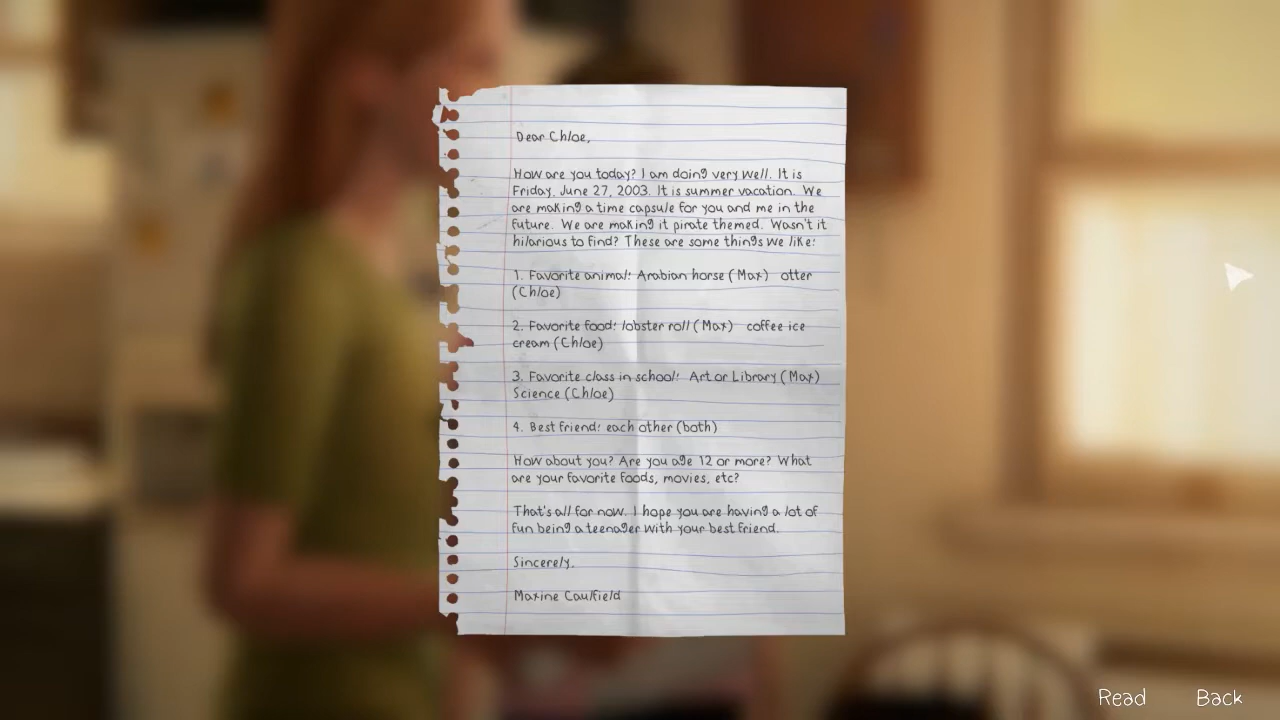 Dear Chloe,
How are you today? I am doing very well. It is
Friday, June 27, 2003. It is summer vacation. We
are making a time capsule for you and me in the
future. We are making it pirate themed. Wasn't it
hilarious to find? These are some things we like:
1. Favorite animal: Arabian horse (Max) otter
(Chloe)
2. Favorite food: lobster roll (Max) coffee ice
cream (Chloe)
3. Favorite class in school: Art or Library (Max)
Science (Chloe)
4. Best friend: each other (both)
How about you? Are you age 12 or more? What
are your favorite foods, movies, etc?
That's all for now. I hope you are having a lot of
fun being a teenager with your best friend.
Sincerely,
Maxine Caulfield
Read Back